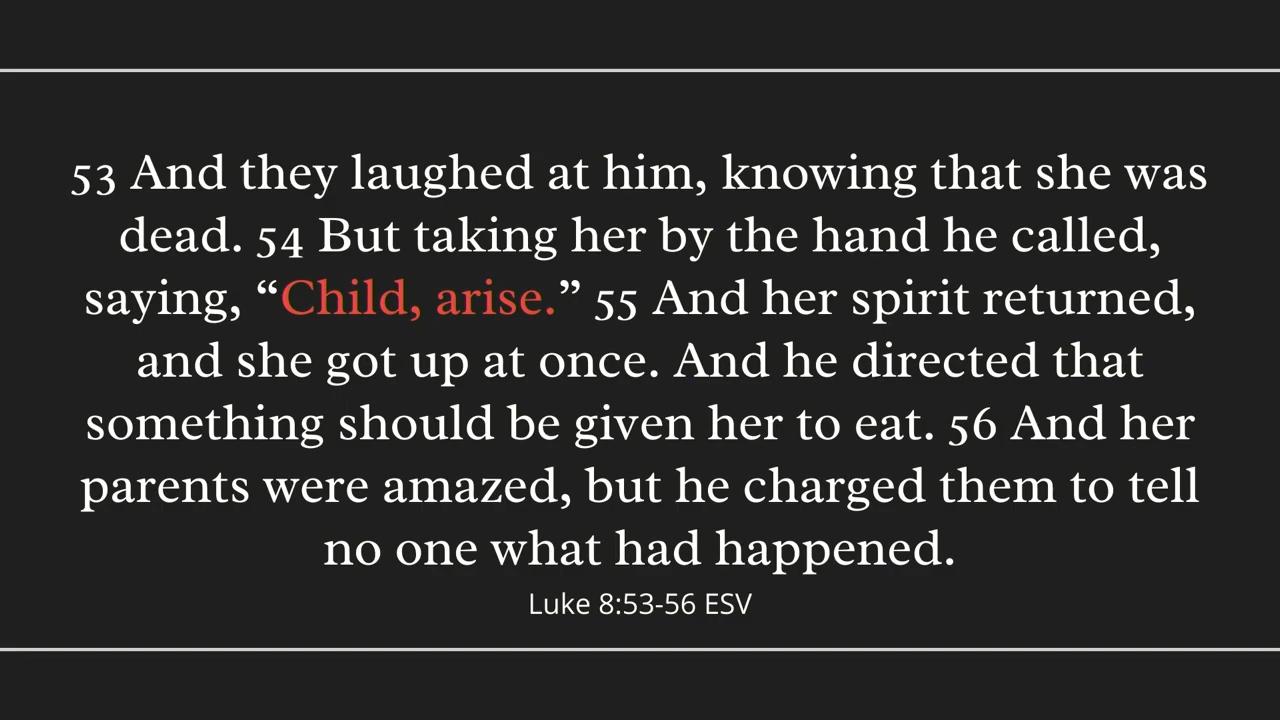 53 And they laughed at him, knowing that she was
dead. 54 But taking her by the hand he called,
saying, “Child, arise.” 55 And her spirit returned,
and she got up at once. And he directed that
something should be given her to eat. 56 And her
parents were amazed, but he charged them to tell
no one what had happened.
Luke 8:53-56 ESV